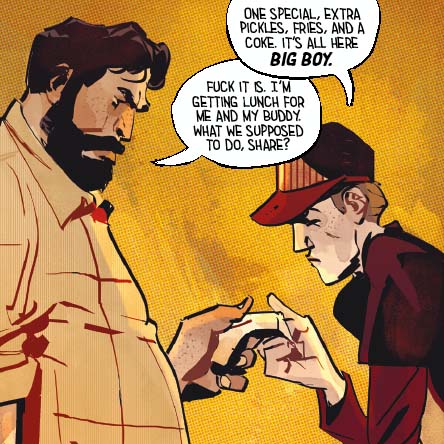 ONE SPECIAL, EXTRA
PICKLES, FRIES, AND A
COKE. IT'S ALL HERE
BIG BOY.
FUCK IT IS. I'M
GETTING LUNCH FOR
ME AND MY BUDDY.
WHAT WE SUPPOSED
TO DO, SHARE?